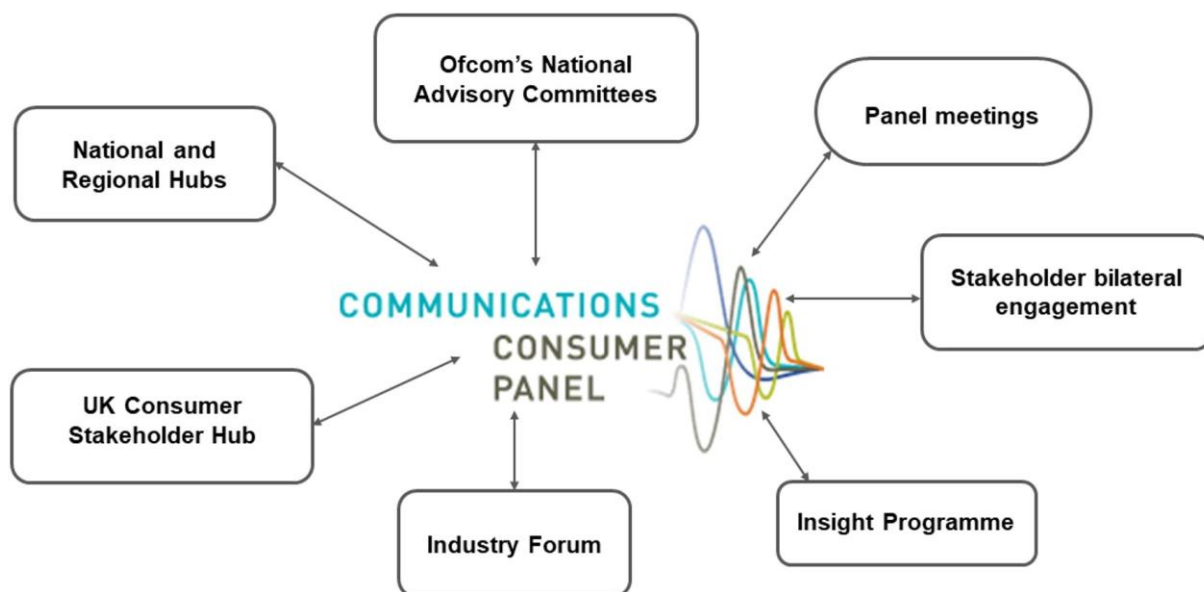 Ofcom's National
Advisory Committees
Panel meetings
National and
Regional Hubs
Stakeholder bilateral
engagement
COMMUNICATIONS
CONSUMER
PANEL
UK Consumer
Stakeholder Hub
Industry Forum
Insight Programme